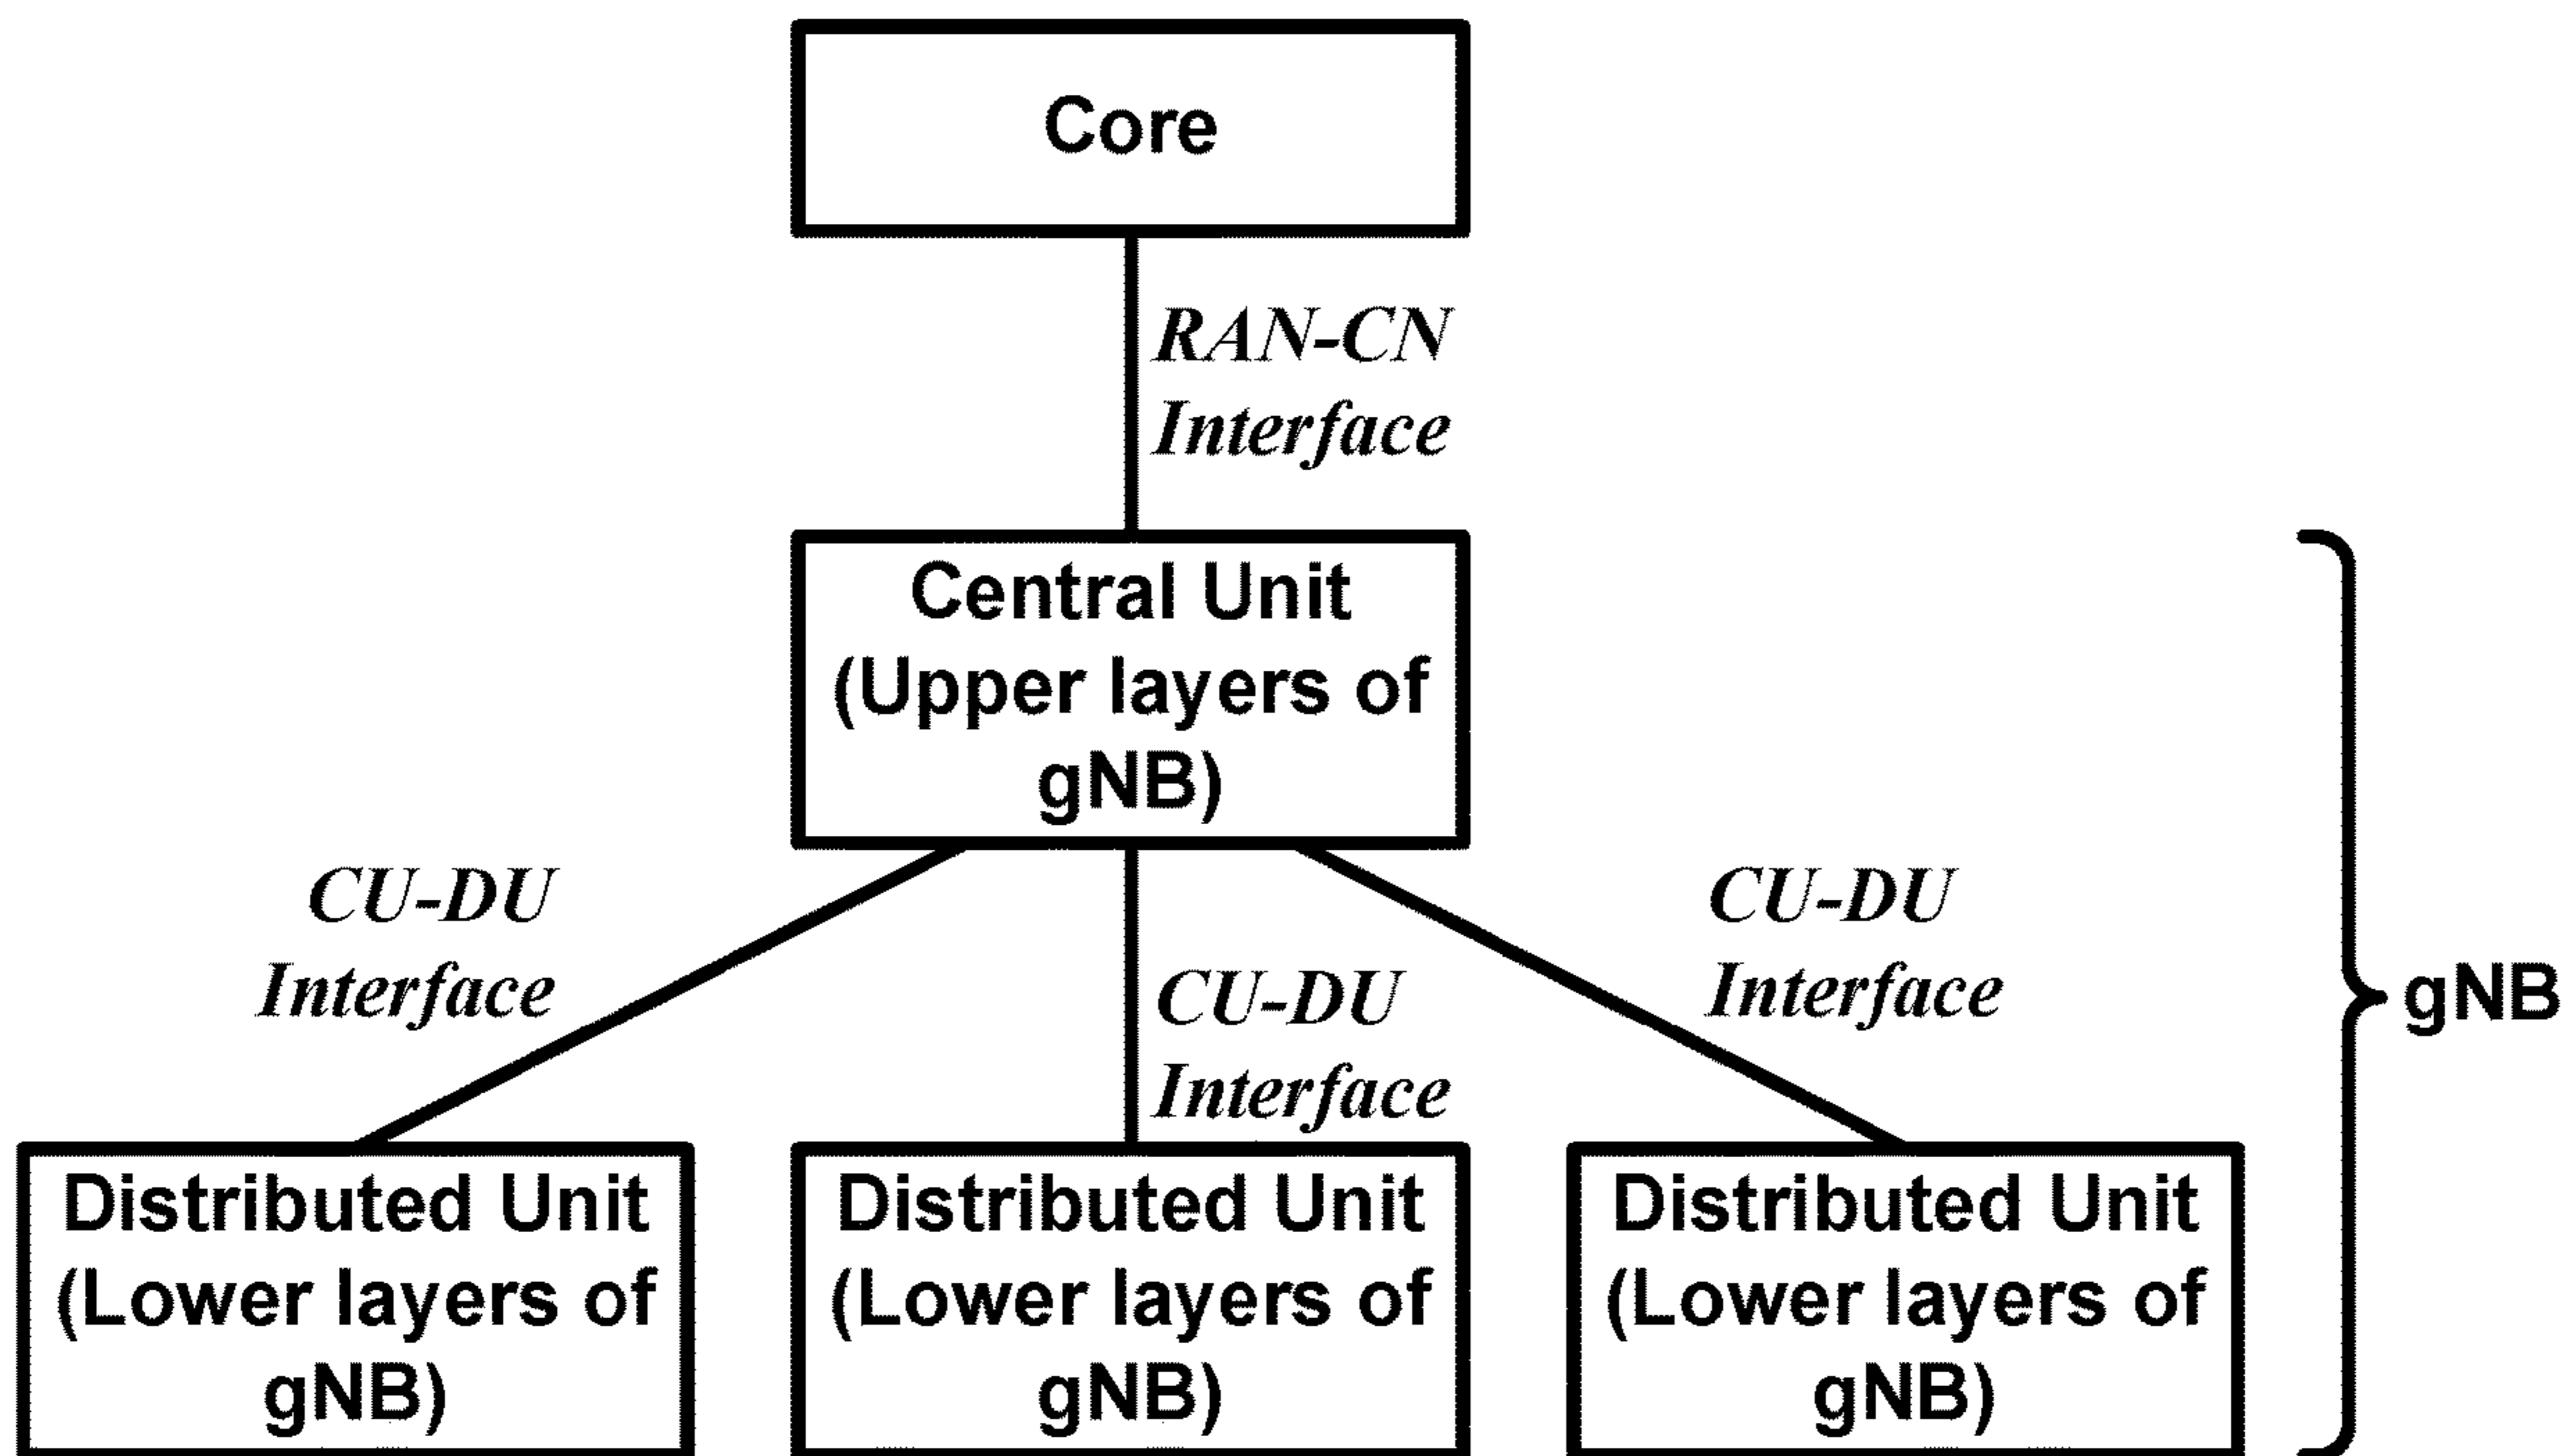 Core
RAN-CN
Interface
Central Unit
(Upper layers of
gNB)
CU-DU
Interface
CU-DU
Interface
CU-DU
Interface
gNB
Distributed Unit
(Lower layers of
gNB)
Distributed Unit
(Lower layers of
gNB)
Distributed Unit
(Lower layers of
gNB)